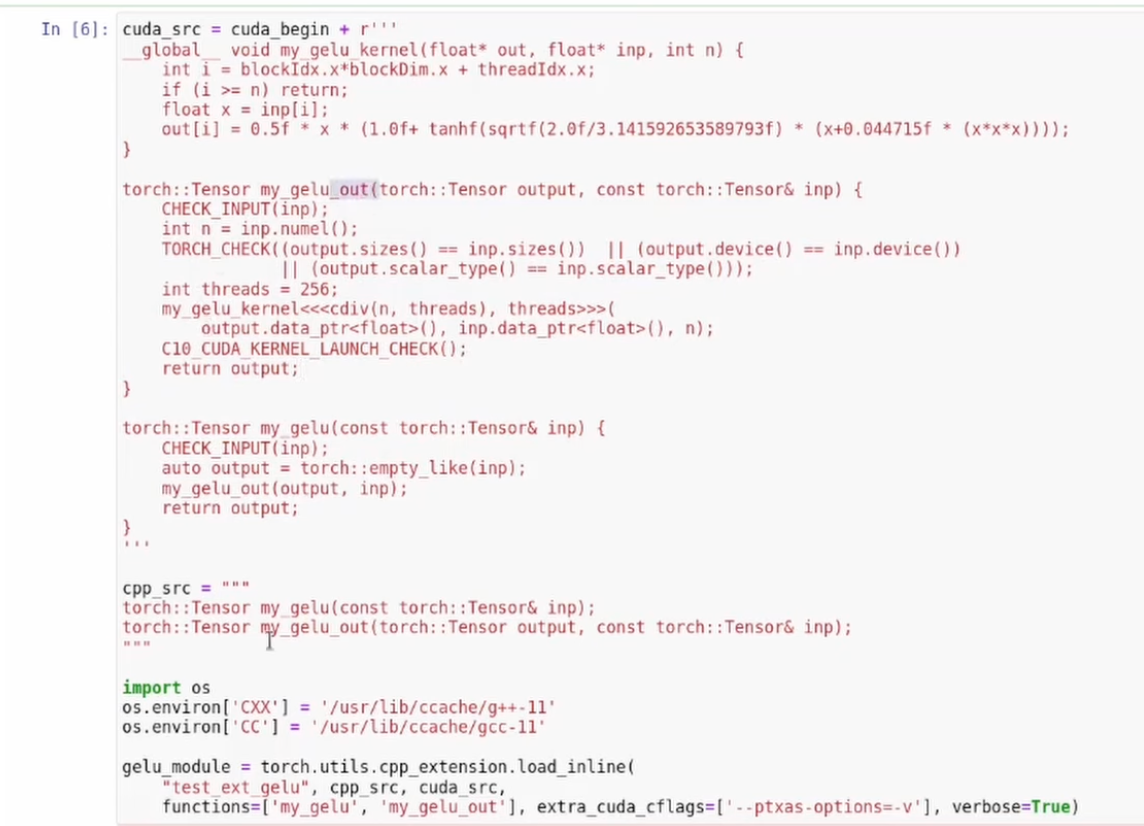 In [6]: cuda_src = cuda_begin + r'''
__global__ void my_gelu_kernel(float* out, float* inp, int n) {
    int i = blockIdx.x*blockDim.x + threadIdx.x;
    if (i >= n) return;
    float x = inp[i];
    out[i] = 0.5f * x * (1.0f+ tanhf(sqrtf(2.0f/3.141592653589793f) * (x+0.044715f * (x*x*x))));
}

torch::Tensor my_gelu_out(torch::Tensor output, const torch::Tensor& inp) {
    CHECK_INPUT(inp);
    int n = inp.numel();
    TORCH_CHECK((output.sizes() == inp.sizes())  || (output.device() == inp.device())
                || (output.scalar_type() == inp.scalar_type()));
    int threads = 256;
    my_gelu_kernel<<<cdiv(n, threads), threads>>>(
        output.data_ptr<float>(), inp.data_ptr<float>(), n);
    C10_CUDA_KERNEL_LAUNCH_CHECK();
    return output;
}

torch::Tensor my_gelu(const torch::Tensor& inp) {
    CHECK_INPUT(inp);
    auto output = torch::empty_like(inp);
    my_gelu_out(output, inp);
    return output;
}
'''

cpp_src = """
torch::Tensor my_gelu(const torch::Tensor& inp);
torch::Tensor my_gelu_out(torch::Tensor output, const torch::Tensor& inp);
"""

import os
os.environ['CXX'] = '/usr/lib/ccache/g++-11'
os.environ['CC'] = '/usr/lib/ccache/gcc-11'

gelu_module = torch.utils.cpp_extension.load_inline(
    "test_ext_gelu", cpp_src, cuda_src,
    functions=['my_gelu', 'my_gelu_out'], extra_cuda_cflags=['--ptxas-options=-v'], verbose=True)